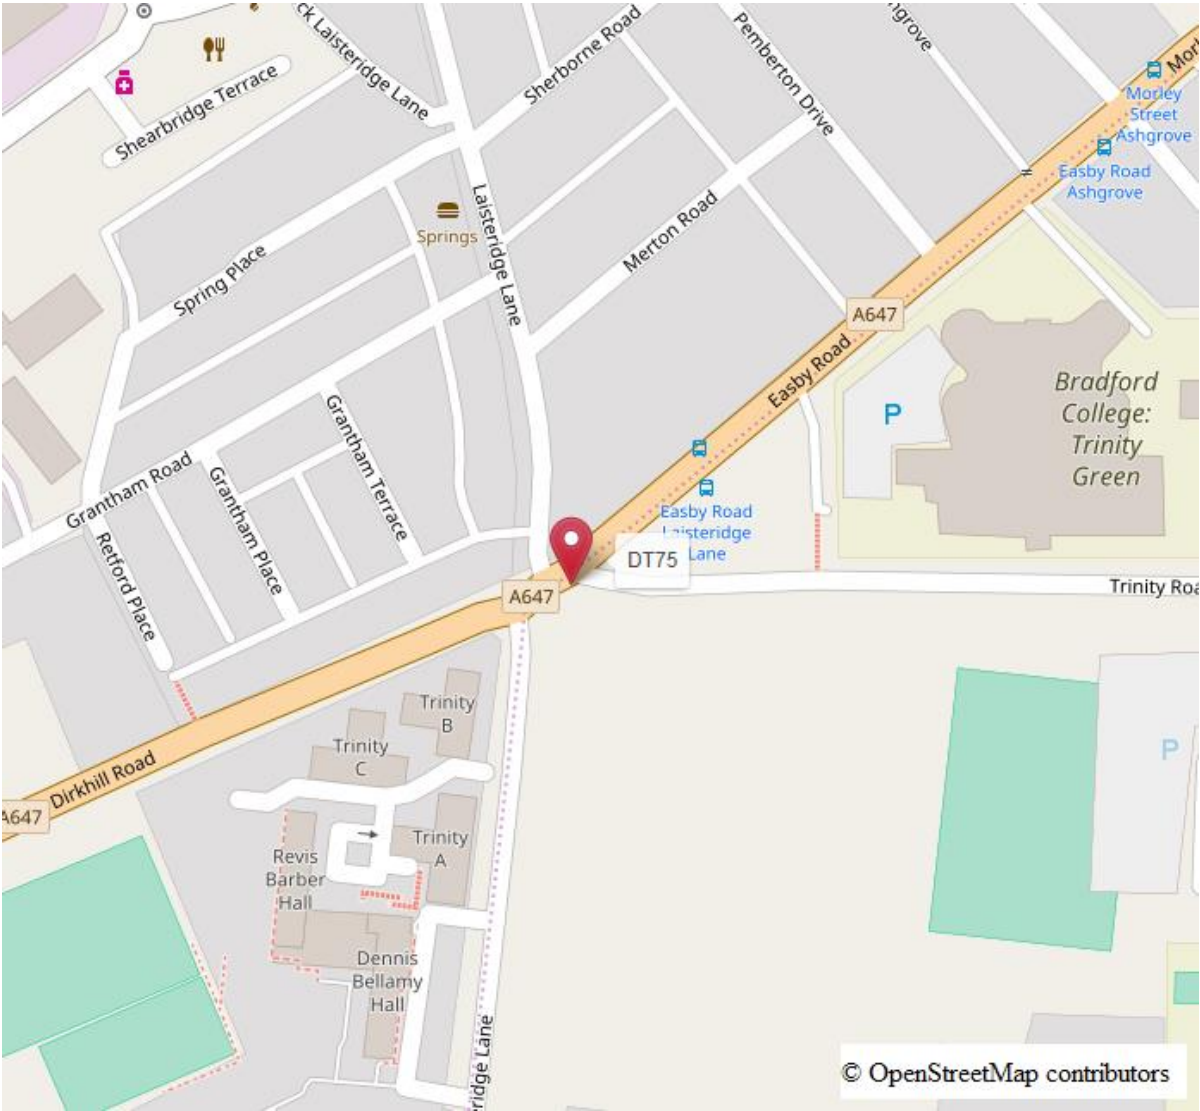 ck Laisteridge Lane
Sherborne Road
Pemberton Drive
ngrove
Mor
Morley
Street
Ashgrove
Shearbridge Terrace
Easby Road
Ashgrove
Laisteridge Lane
Springs
Merton Road
Spring Place
A647
Easby Road
Bradford
College:
Trinity
Green
P
Grantham Terrace
Grantham Road
Grantham Place
Easby Road
Laisteridge
Lane
DT75
Retford Place
A647
Trinity Roa
Trinity
B
Trinity
C
P
Dirkhill Road
A647
Trinity
A
Revis
Barber
Hall
Dennis
Bellamy
Hall
eridge Lane
© OpenStreetMap contributors